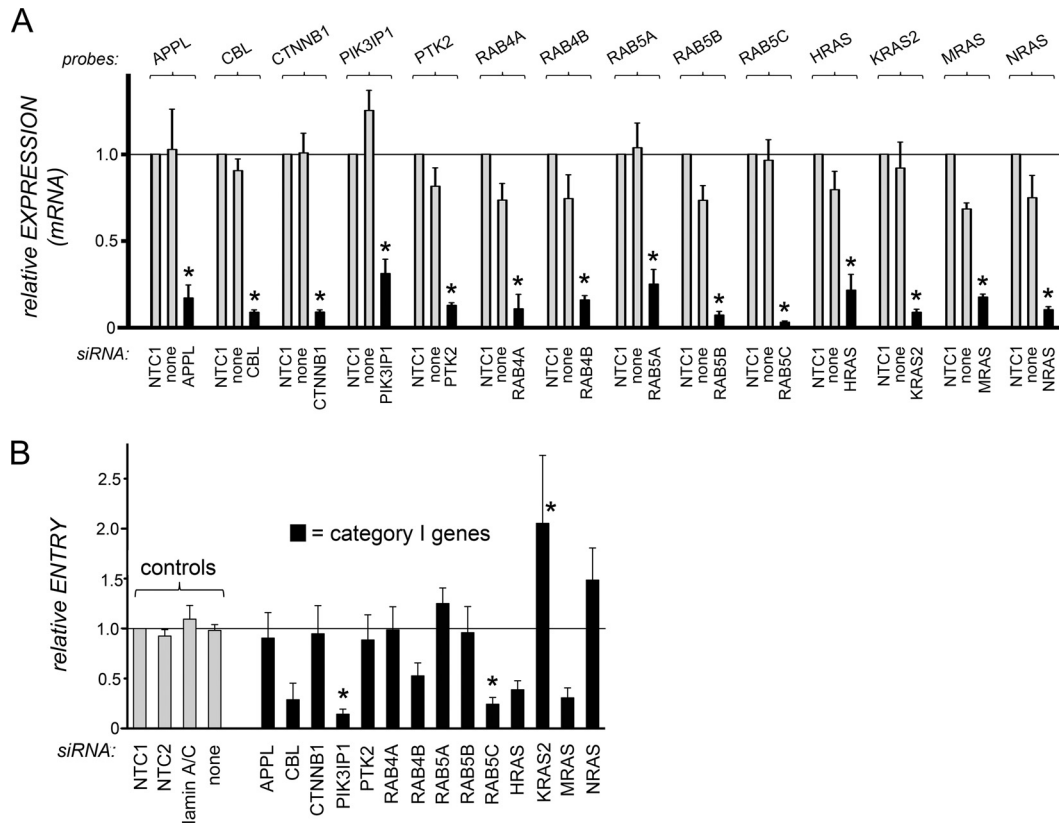 A
probes: APPL CBL CTNNB1 PIK3IP1 PTK2 RAB4A RAB4B RAB5A RAB5B RAB5C HRAS KRAS2 MRAS NRAS
relative EXPRESSION
(mRNA)
1.0
0.5
0
* * * * * * * * * * * * * *
siRNA: NTC1 none APPL NTC1 none CBL NTC1 none CTNNB1 NTC1 none PIK3IP1 NTC1 none PTK2 NTC1 none RAB4A NTC1 none RAB4B NTC1 none RAB5A NTC1 none RAB5B NTC1 none RAB5C NTC1 none HRAS NTC1 none KRAS2 NTC1 none MRAS NTC1 none NRAS
B
relative ENTRY
2.5
2.0
1.5
1.0
0.5
0
= category I genes
controls
* * *
siRNA: NTC1 NTC2 lamin A/C none APPL CBL CTNNB1 PIK3IP1 PTK2 RAB4A RAB4B RAB5A RAB5B RAB5C HRAS KRAS2 MRAS NRAS